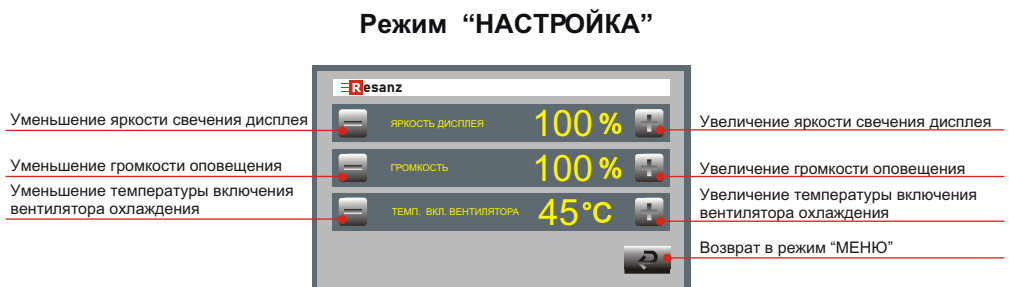 Режим “НАСТРОЙКА”
Resanz
Уменьшение яркости свечения дисплея
ЯРКОСТЬ ДИСПЛЕЯ 100 %
Увеличение яркости свечения дисплея
Уменьшение громкости оповещения
ГРОМКОСТЬ 100 %
Увеличение громкости оповещения
Уменьшение температуры включения
вентилятора охлаждения
ТЕМП. ВКЛ. ВЕНТИЛЯТОРА 45°C
Увеличение температуры включения
вентилятора охлаждения
Возврат в режим “МЕНЮ”